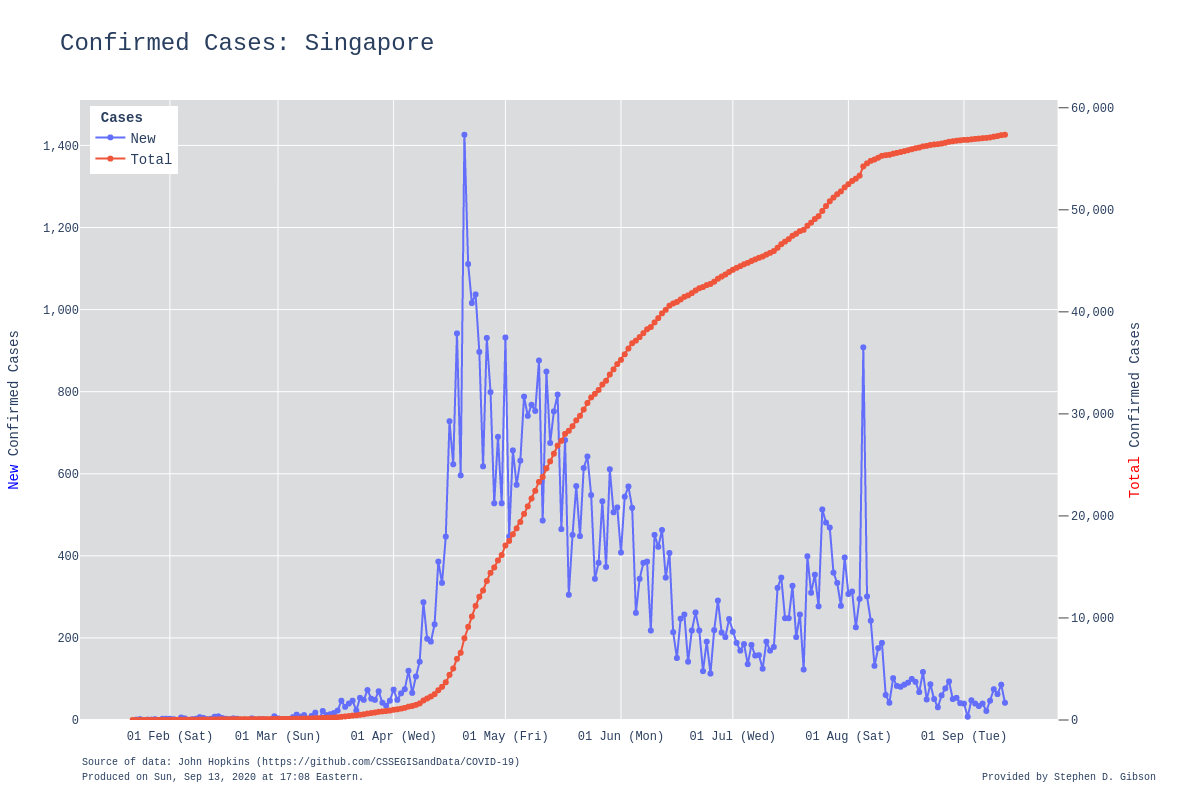 Confirmed Cases: Singapore
Cases
New
Total
1,400
1,200
1,000
800
600
400
200
0
New Confirmed Cases
60,000
50,000
40,000
30,000
20,000
10,000
0
Total Confirmed Cases
01 Feb (Sat) 01 Mar (Sun) 01 Apr (Wed) 01 May (Fri) 01 Jun (Mon) 01 Jul (Wed) 01 Aug (Sat) 01 Sep (Tue)
Source of data: John Hopkins (https://github.com/CSSEGISandData/COVID-19)
Produced on Sun, Sep 13, 2020 at 17:08 Eastern.
Provided by Stephen D. Gibson